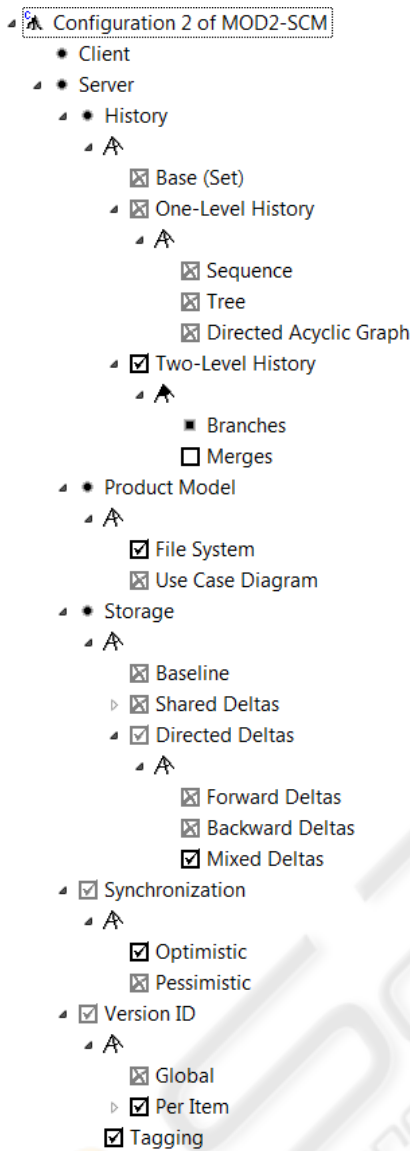 Configuration 2 of MOD2-SCM
Client
Server
History
Base (Set)
One-Level History
Sequence
Tree
Directed Acyclic Graph
Two-Level History
Branches
Merges
Product Model
File System
Use Case Diagram
Storage
Baseline
Shared Deltas
Directed Deltas
Forward Deltas
Backward Deltas
Mixed Deltas
Synchronization
Optimistic
Pessimistic
Version ID
Global
Per Item
Tagging